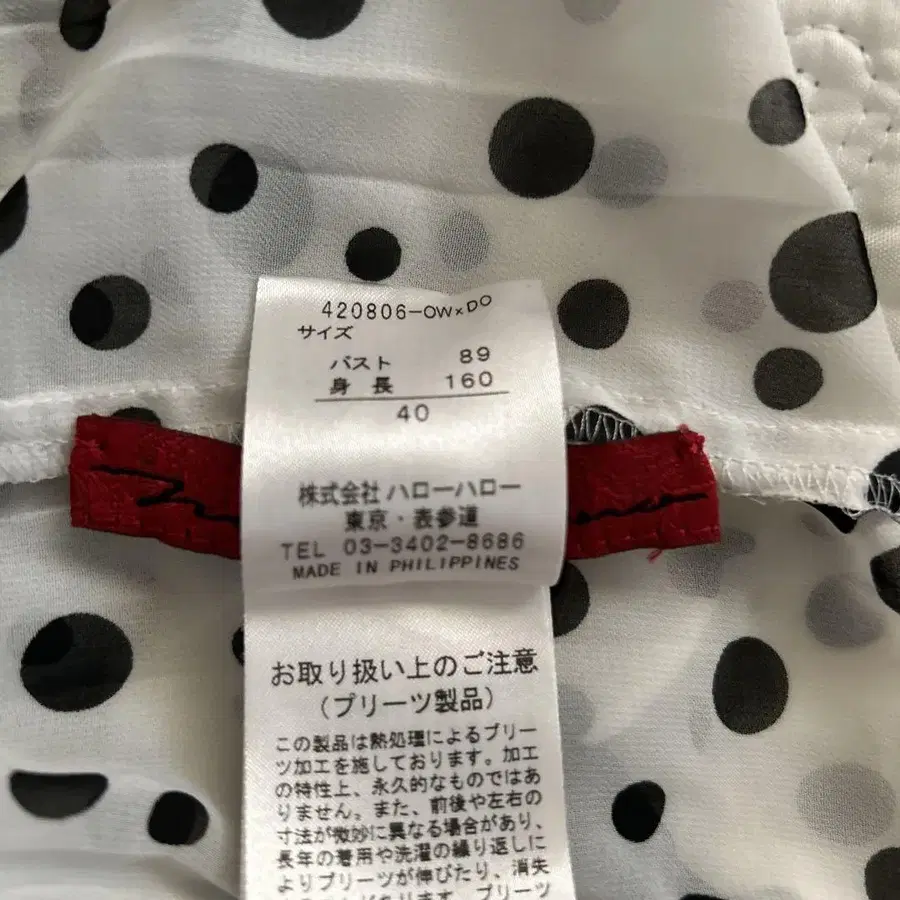 420806-OW×DO
サイズ
バスト 89
身長 160
40
株式会社 ハローハロー
東京・表参道
TEL 03-3402-8686
MADE IN PHILIPPINES
お取り扱い上のご注意
(プリーツ製品)
この製品は熱処理によるプリー
ツ加工を施しております。加工
の特性上、永久的なものではあ
りません。また、前後や左右の
寸法が微妙に異なる場合があり、
長年の着用や洗濯の繰り返しに
よりプリーツが伸びたり、消失